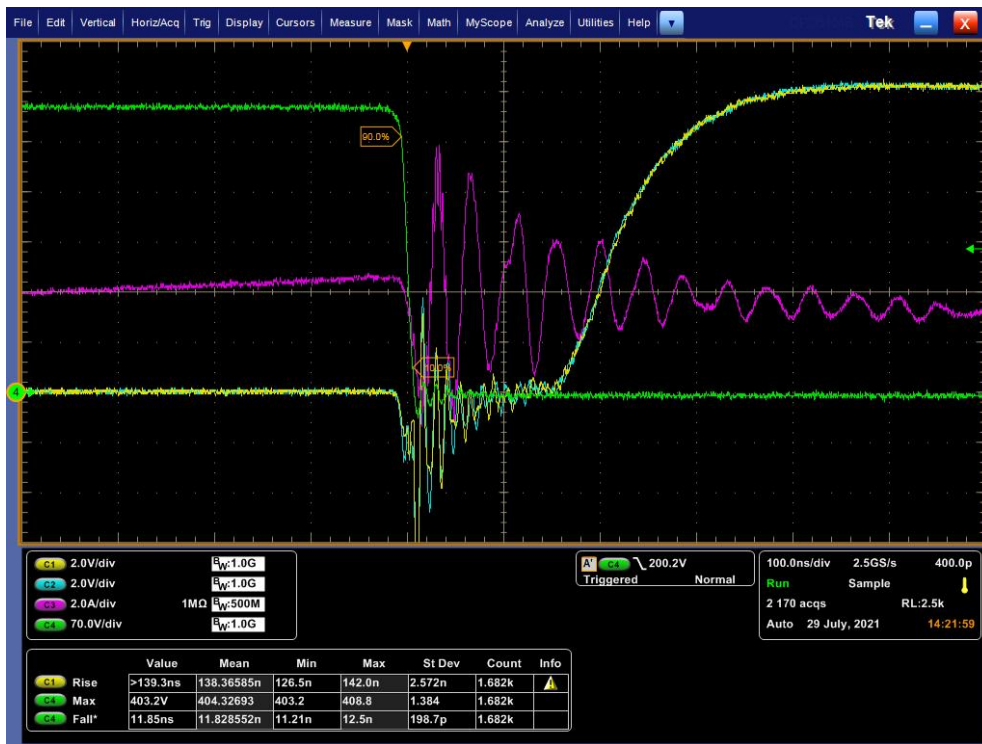 File Edit Vertical Horiz/Acq Trig Display Cursors Measure Mask Math MyScope Analyze Utilities Help Tek X
90.0%
10.0%
4
C1 2.0V/div BW:1.0G
C2 2.0V/div BW:1.0G
C3 2.0A/div 1MΩ BW:500M
C4 70.0V/div BW:1.0G
A' C4 200.2V
Triggered Normal
100.0ns/div 2.5GS/s 400.0p
Run Sample
2 170 acqs RL:2.5k
Auto 29 July, 2021 14:21:59
Value Mean Min Max St Dev Count Info
C1 Rise >139.3ns 138.36585n 126.5n 142.0n 2.572n 1.682k
C4 Max 403.2V 404.32693 403.2 408.8 1.384 1.682k
C4 Fall* 11.85ns 11.828552n 11.21n 12.5n 198.7p 1.682k